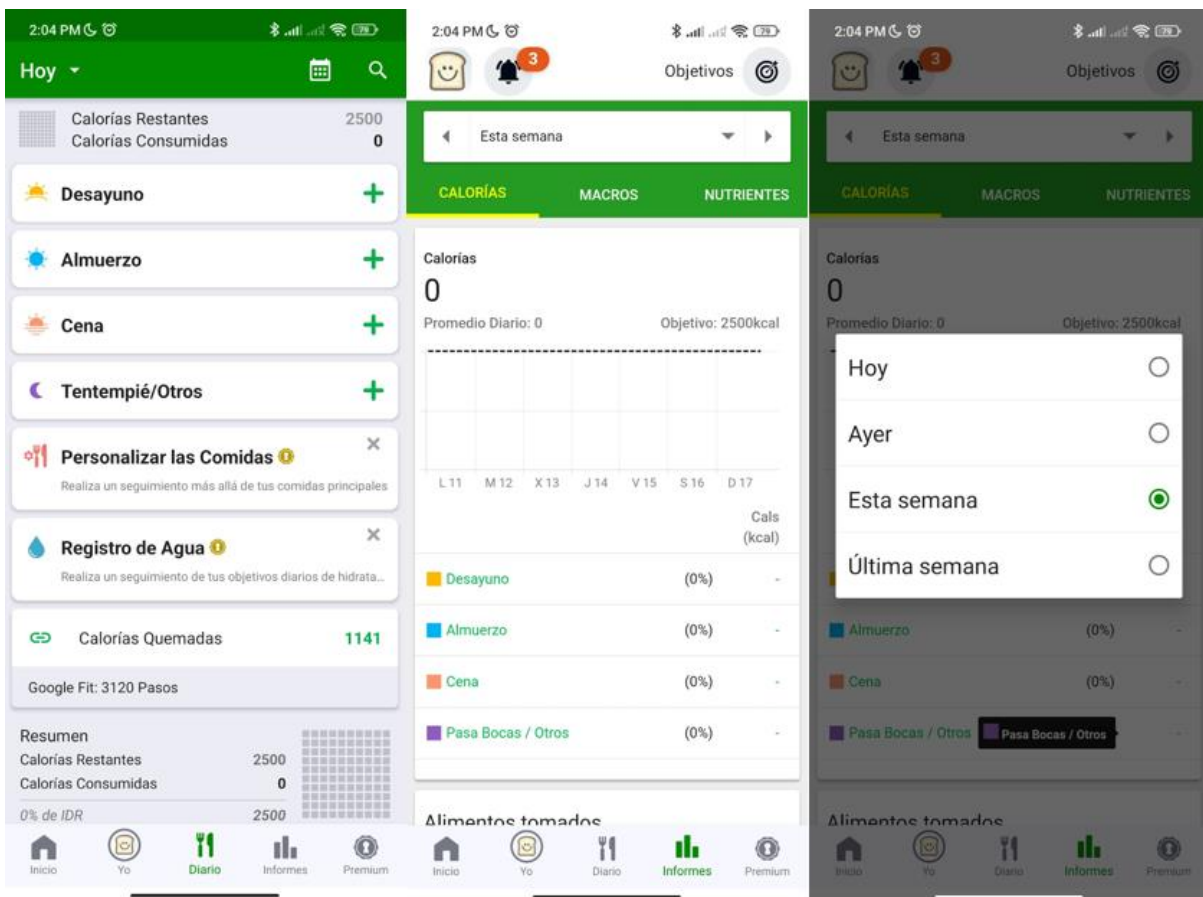 2:04 PM
79
Hoy
Calorías Restantes 2500
Calorías Consumidas 0
Desayuno
Almuerzo
Cena
Tentempié/Otros
Personalizar las Comidas
Realiza un seguimiento más allá de tus comidas principales
Registro de Agua
Realiza un seguimiento de tus objetivos diarios de hidrata...
Calorías Quemadas 1141
Google Fit: 3120 Pasos
Resumen
Calorías Restantes 2500
Calorías Consumidas 0
0% de IDR 2500
Inicio Yo Diario Informes Premium
2:04 PM
79
3
Objetivos
Esta semana
CALORÍAS MACROS NUTRIENTES
Calorías
0
Promedio Diario: 0 Objetivo: 2500kcal
L 11 M 12 X 13 J 14 V 15 S 16 D 17
Cals
(kcal)
Desayuno (0%) -
Almuerzo (0%) -
Cena (0%) -
Pasa Bocas / Otros (0%) -
Alimentos tomados
Inicio Yo Diario Informes Premium
2:04 PM
79
3
Objetivos
Esta semana
CALORÍAS MACROS NUTRIENTES
Calorías
0
Promedio Diario: 0 Objetivo: 2500kcal
Hoy
Ayer
Esta semana
Última semana
Almuerzo (0%) -
Cena (0%) -
Pasa Bocas / Otros Pasa Bocas / Otros
Alimentos tomados
Inicio Yo Diario Informes Premium